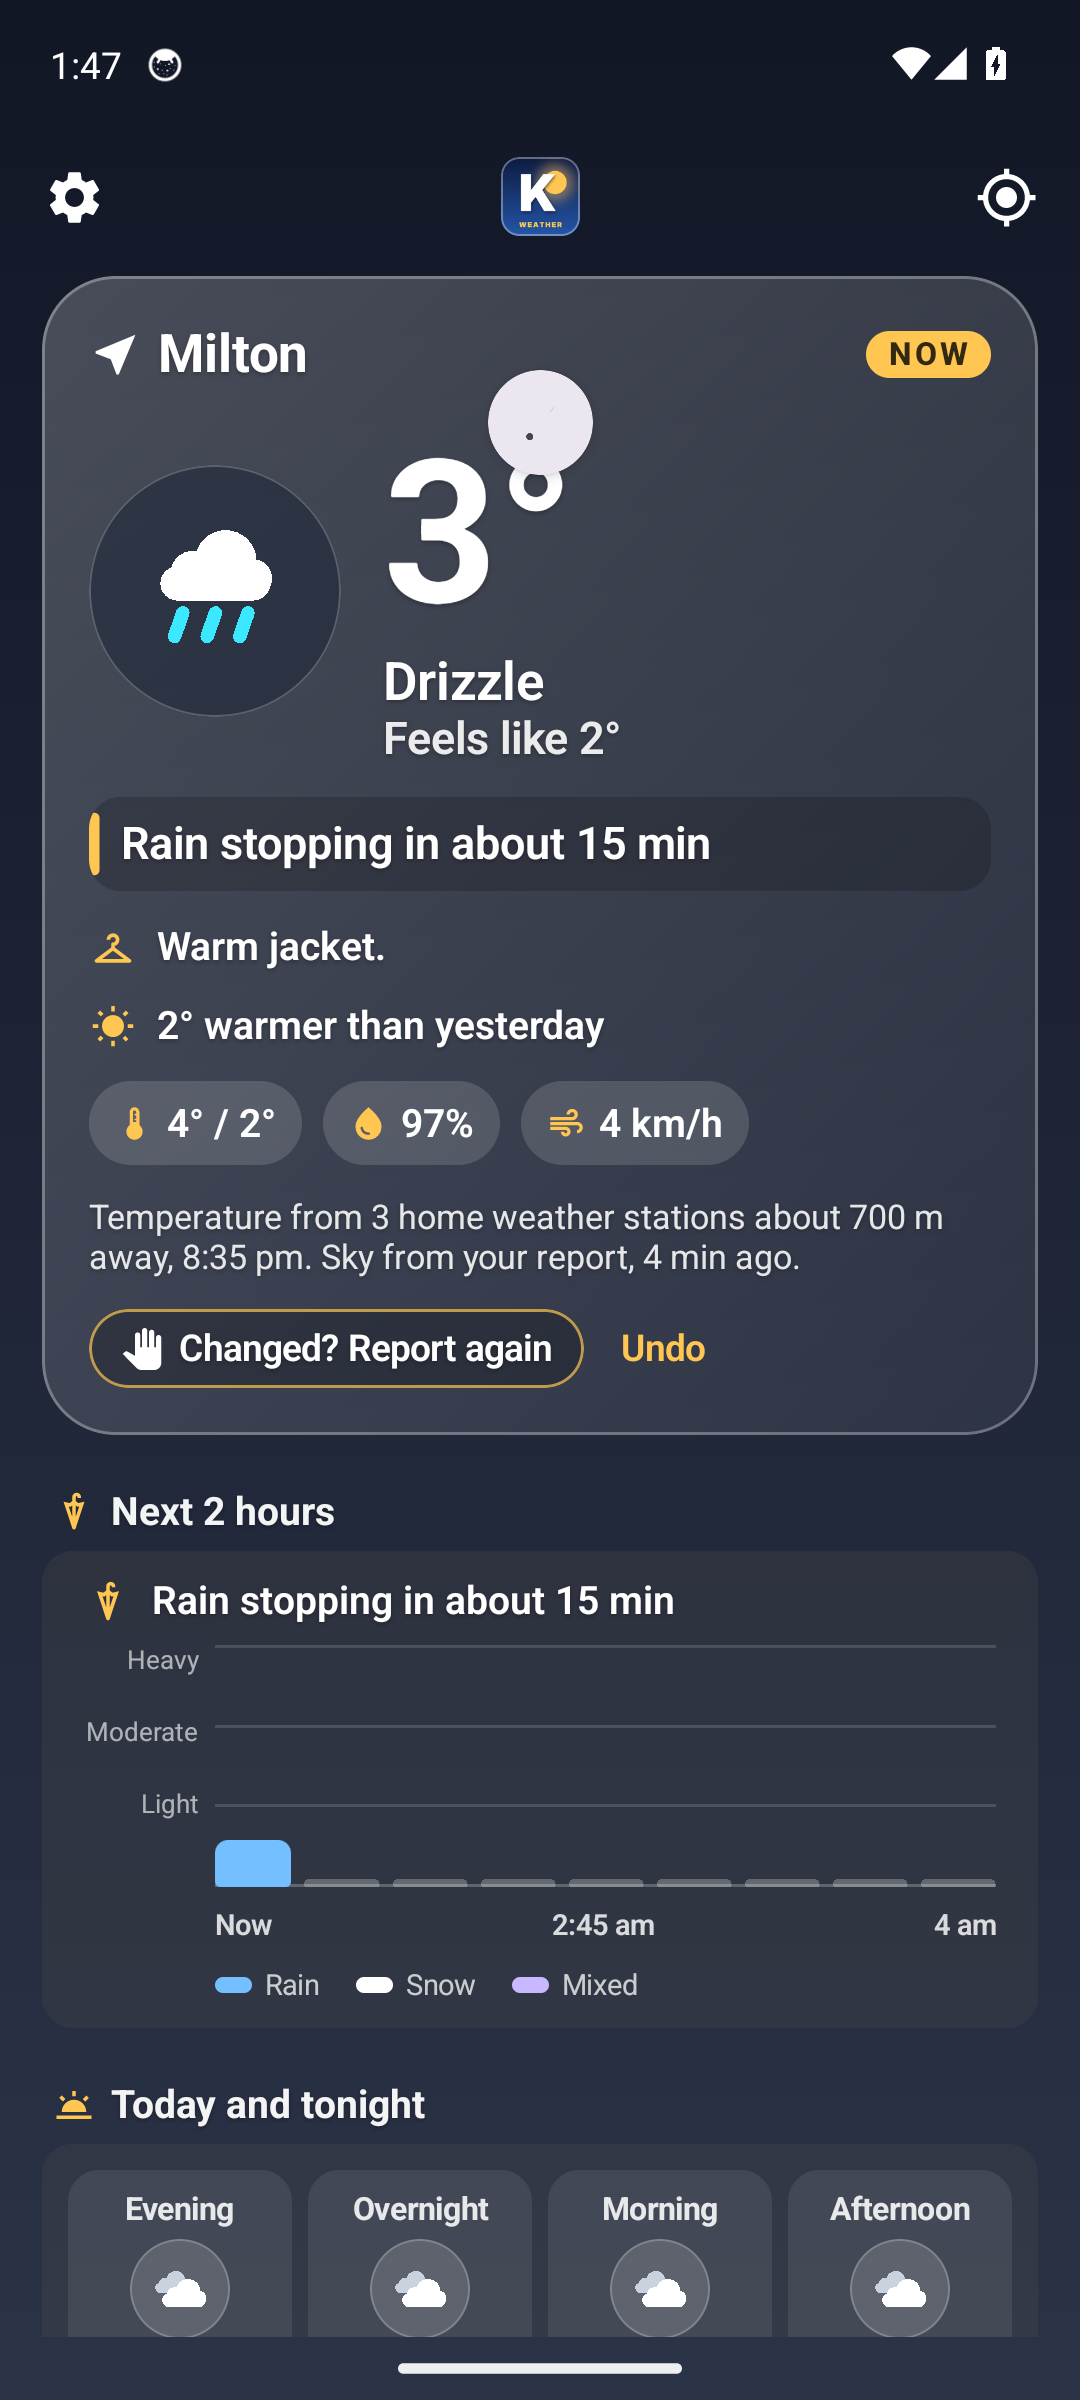 1:47
K
WEATHER
Milton
NOW
3°
Drizzle
Feels like 2°
Rain stopping in about 15 min
Warm jacket.
2° warmer than yesterday
4° / 2°
97%
4 km/h
Temperature from 3 home weather stations about 700 m
away, 8:35 pm. Sky from your report, 4 min ago.
Changed? Report again
Undo
Next 2 hours
Rain stopping in about 15 min
Heavy
Moderate
Light
Now
2:45 am
4 am
Rain
Snow
Mixed
Today and tonight
Evening
Overnight
Morning
Afternoon